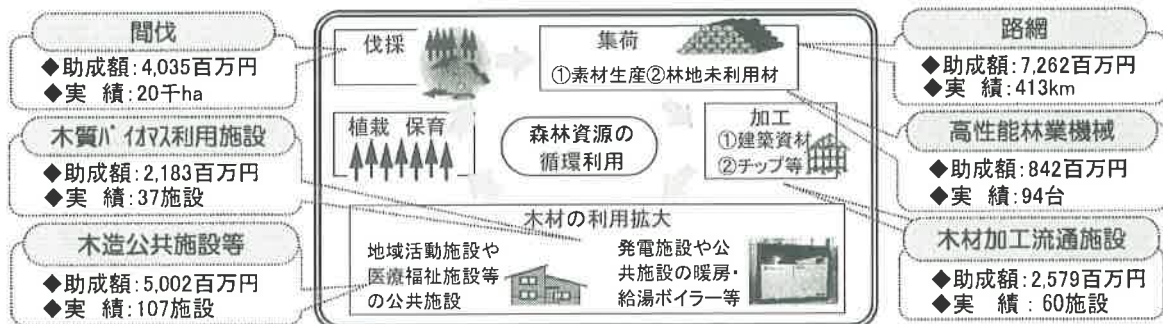 間伐
◆助成額:4,035百万円
◆実 績:20千ha
木質バイオマス利用施設
◆助成額:2,183百万円
◆実 績:37施設
木造公共施設等
◆助成額:5,002百万円
◆実 績:107施設
伐採
集荷
①素材生産②林地未利用材
植栽 保育
森林資源の
循環利用
加工
①建築資材
②チップ等
木材の利用拡大
地域活動施設や
医療福祉施設等
の公共施設
発電施設や公
共施設の暖房・
給湯ボイラー等
路網
◆助成額:7,262百万円
◆実 績:413km
高性能林業機械
◆助成額:842百万円
◆実 績:94台
木材加工流通施設
◆助成額:2,579百万円
◆実 績:60施設